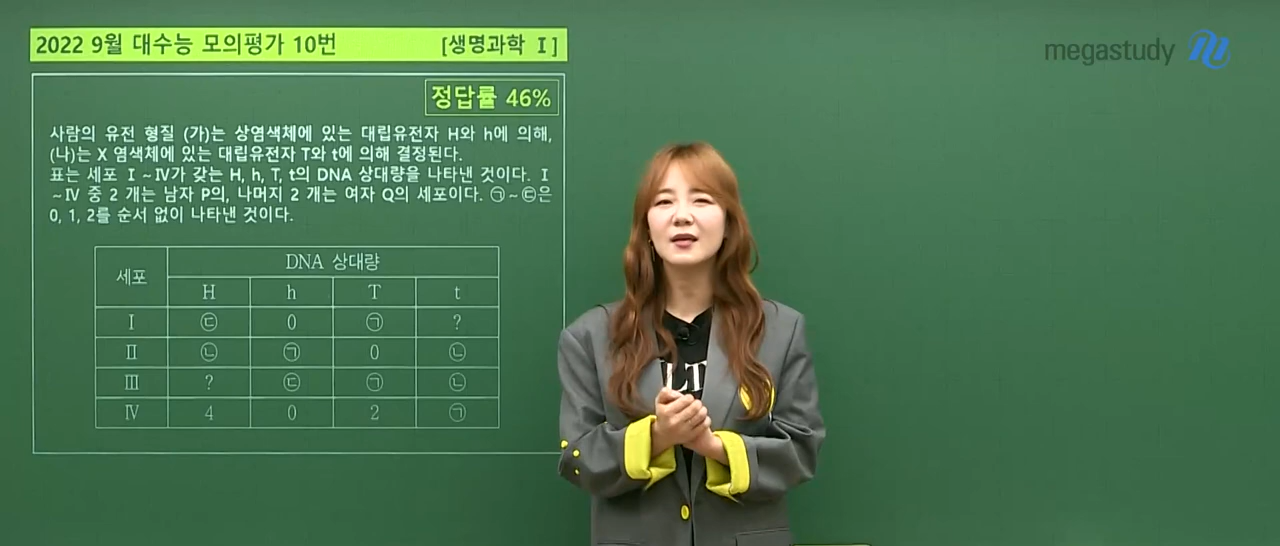 2022 9월 대수능 모의평가 10번 [생명과학 Ⅰ]
megastudy
정답률 46%
사람의 유전 형질 (가)는 상염색체에 있는 대립유전자 H와 h에 의해,
(나)는 X 염색체에 있는 대립유전자 T와 t에 의해 결정된다.
표는 세포 Ⅰ~Ⅳ가 갖는 H, h, T, t의 DNA 상대량을 나타낸 것이다. Ⅰ
~Ⅳ 중 2 개는 남자 P의, 나머지 2 개는 여자 Q의 세포이다. ㉠~㉢은
0, 1, 2를 순서 없이 나타낸 것이다.
세포 DNA 상대량
H h T t
Ⅰ ㉢ 0 ㉠ ?
Ⅱ ㉡ ㉠ 0 ㉡
Ⅲ ? ㉢ ㉠ ㉡
Ⅳ 4 0 2 ㉠
LT